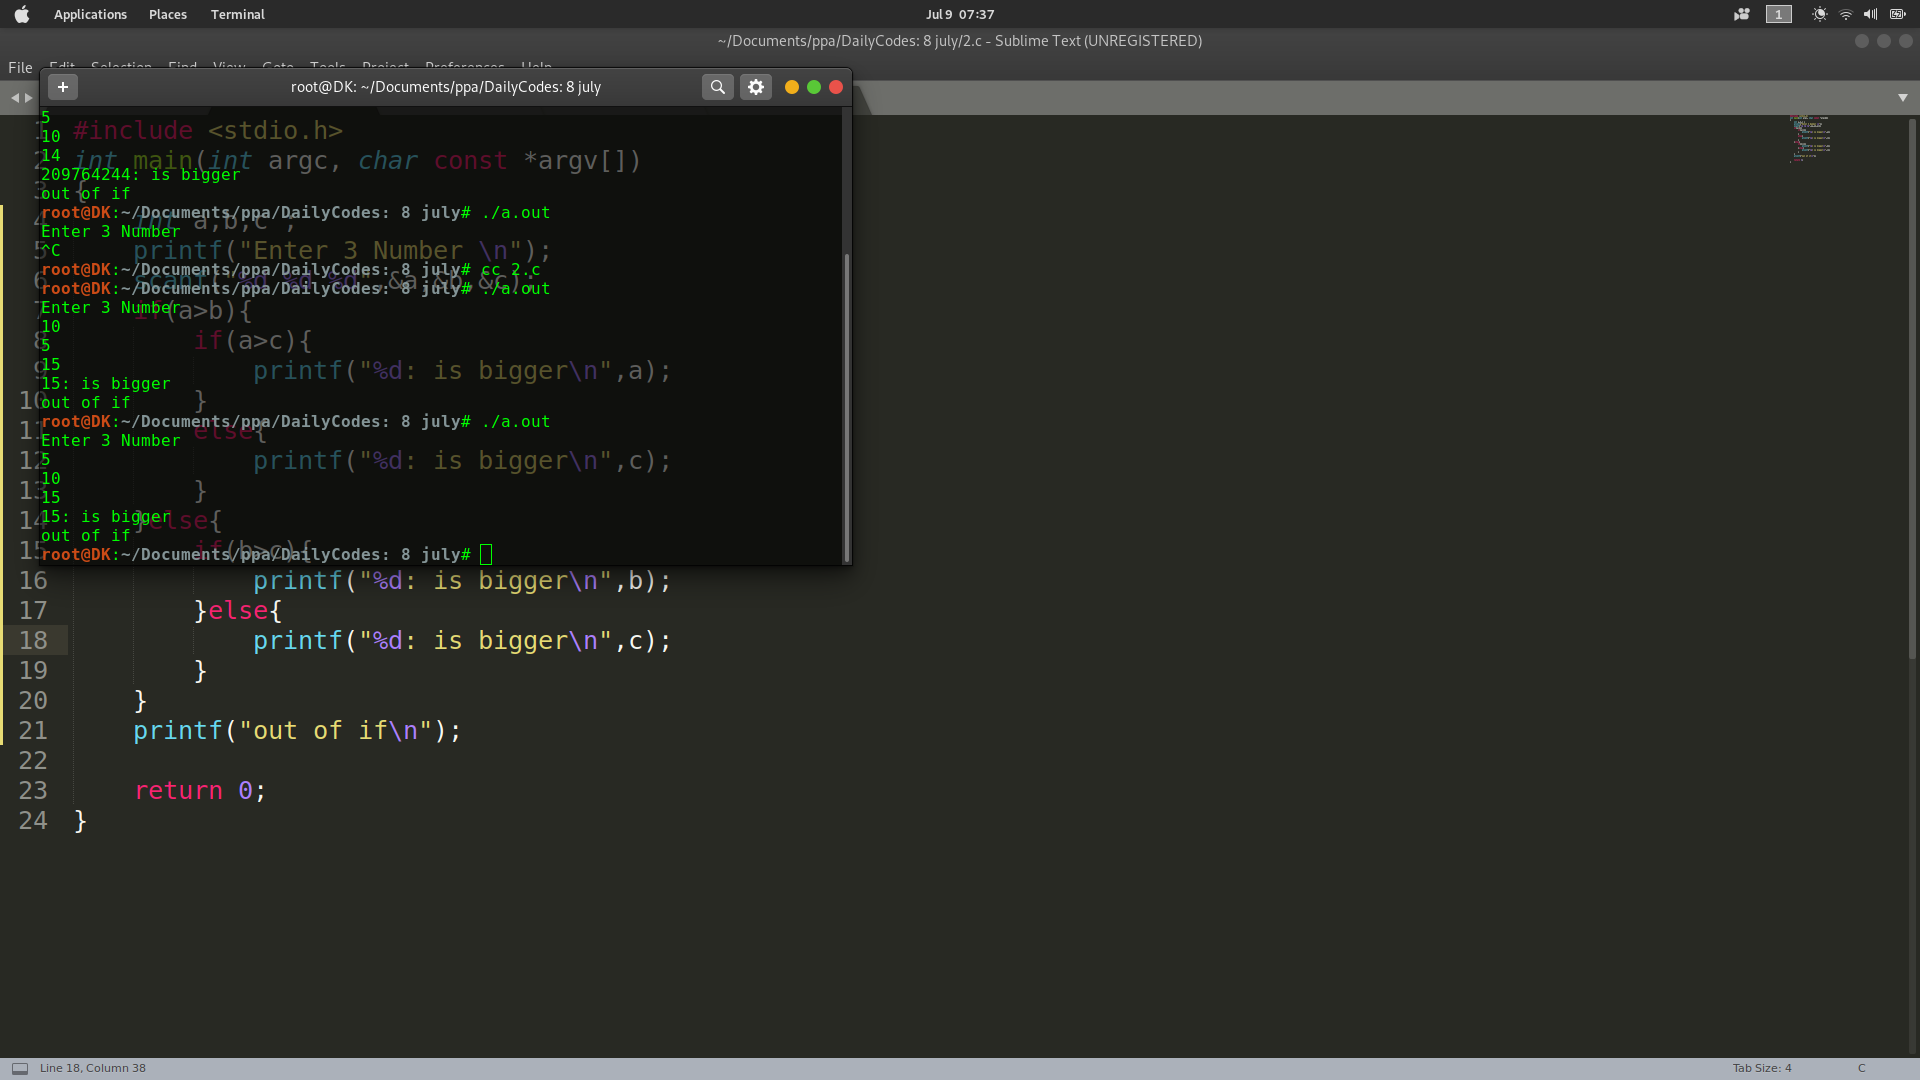 Applications Places Terminal Jul 9 07:37 1
~/Documents/ppa/DailyCodes: 8 july/2.c - Sublime Text (UNREGISTERED)
File Edit Selection Find View Goto Tools Project Preferences Help
+ root@DK: ~/Documents/ppa/DailyCodes: 8 july
5
10
14
209764244: is bigger
out of if
root@DK:~/Documents/ppa/DailyCodes: 8 july# ./a.out
Enter 3 Number
^C
root@DK:~/Documents/ppa/DailyCodes: 8 july# cc 2.c
root@DK:~/Documents/ppa/DailyCodes: 8 july# ./a.out
Enter 3 Number
10
5
15
15: is bigger
out of if
root@DK:~/Documents/ppa/DailyCodes: 8 july# ./a.out
Enter 3 Number
5
10
15
15: is bigger
out of if
root@DK:~/Documents/ppa/DailyCodes: 8 july#
1 #include <stdio.h>
2 int main(int argc, char const *argv[])
3 {
4 int a,b,c ;
5 printf("Enter 3 Number \n");
6 scanf("%d %d %d",&a,&b,&c);
7 if(a>b){
8 if(a>c){
9 printf("%d: is bigger\n",a);
10 }
11 else{
12 printf("%d: is bigger\n",c);
13 }
14 }else{
15 if(b>c){
16 printf("%d: is bigger\n",b);
17 }else{
18 printf("%d: is bigger\n",c);
19 }
20 }
21 printf("out of if\n");
22
23 return 0;
24 }
Line 18, Column 38 Tab Size: 4 C